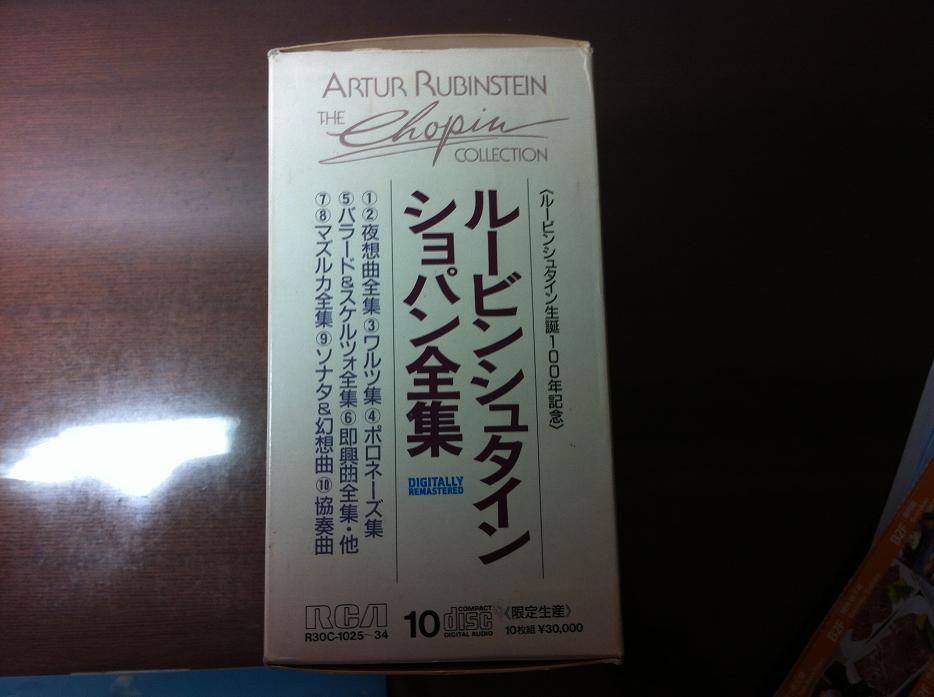 ARTUR RUBINSTEIN
THE Chopin
COLLECTION
〈ルービンシュタイン生誕100年記念〉
ルービンシュタイン
ショパン全集
DIGITALLY
REMASTERED
①②夜想曲全集③ワルツ集④ポロネーズ集
⑤バラード&スケルツォ全集⑥即興曲全集・他
⑦⑧マズルカ全集⑨ソナタ&幻想曲⑩協奏曲
RCA
R30C-1025~34
10
COMPACT
disc
DIGITAL AUDIO
《限定生産》
10枚組 ¥30,000
B2F
B2F